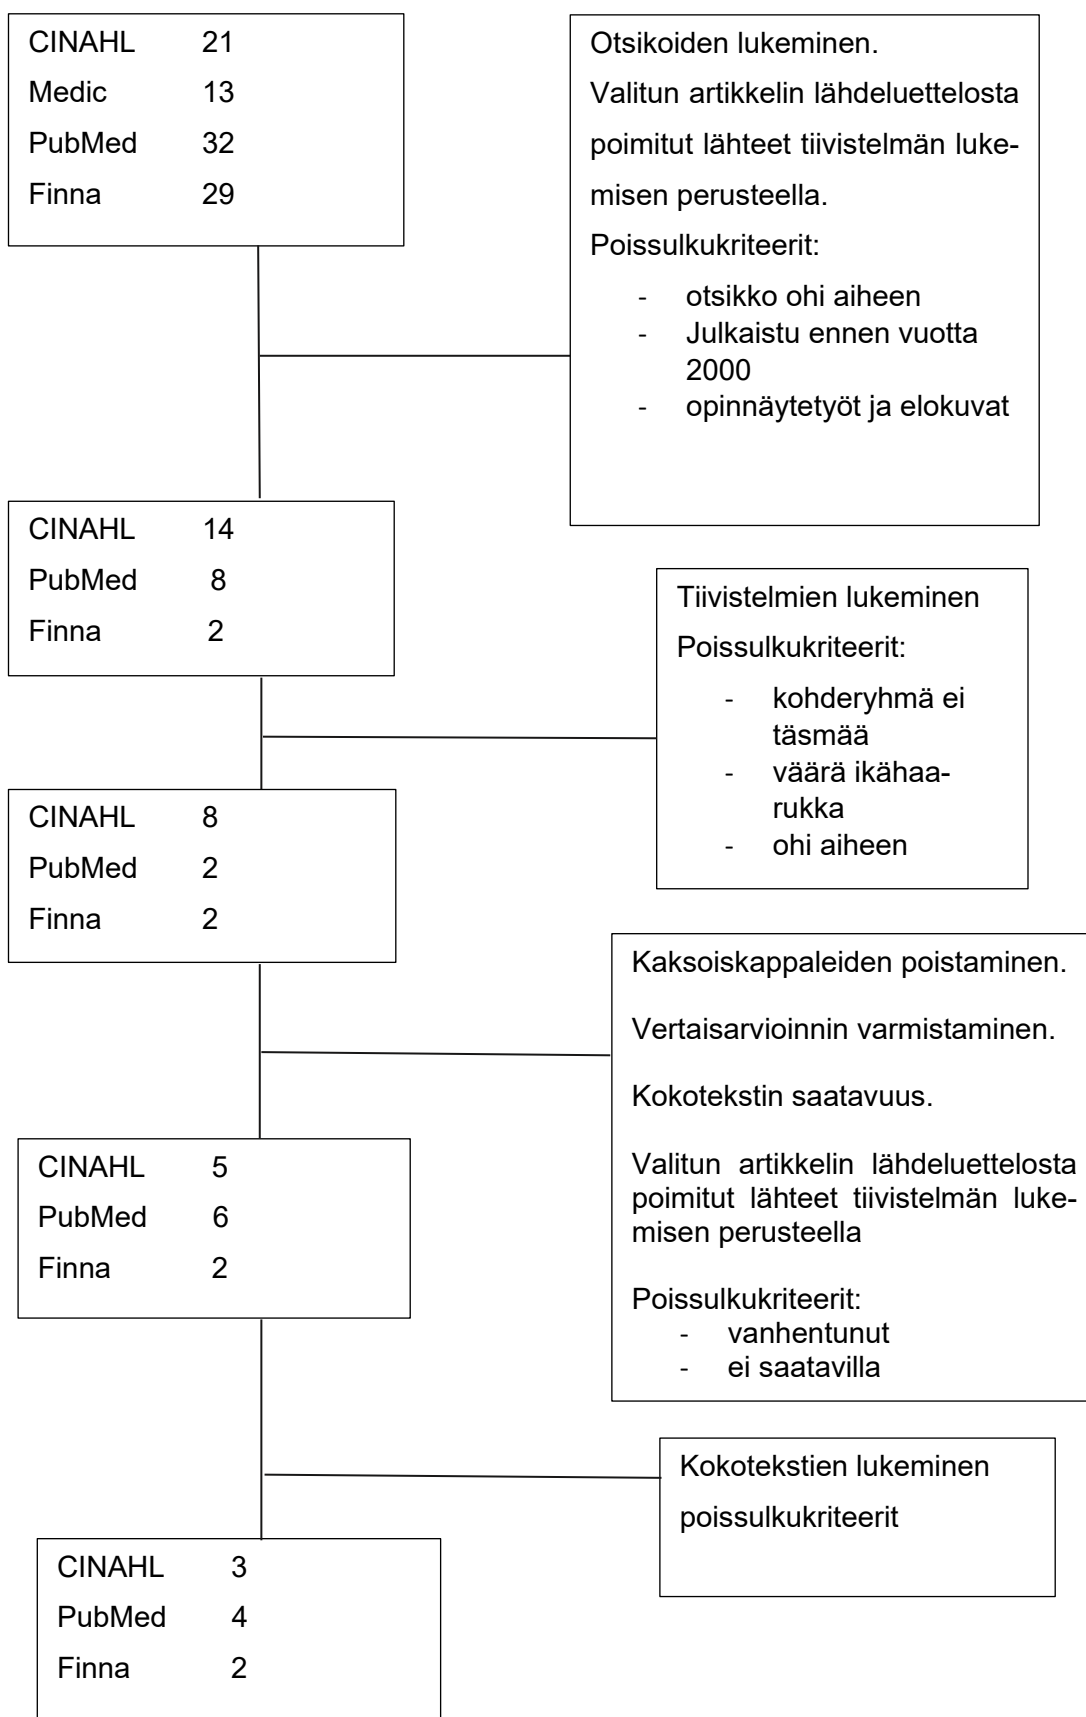 CINAHL 21
Medic 13
PubMed 32
Finna 29
Otsikoiden lukeminen.
Valitun artikkelin lähdeluettelosta
poimitut lähteet tiivistelmän luke-
misen perusteella.
Poissulkukriteerit:
- otsikko ohi aiheen
- Julkaistu ennen vuotta
2000
- opinnäytetyöt ja elokuvat
CINAHL 14
PubMed 8
Finna 2
Tiivistelmien lukeminen
Poissulkukriteerit:
- kohderyhmä ei
täsmää
- väärä ikähaa-
rukka
- ohi aiheen
CINAHL 8
PubMed 2
Finna 2
Kaksoiskappaleiden poistaminen.
Vertaisarvioinnin varmistaminen.
Kokotekstin saatavuus.
Valitun artikkelin lähdeluettelosta
poimitut lähteet tiivistelmän luke-
misen perusteella
Poissulkukriteerit:
- vanhentunut
- ei saatavilla
CINAHL 5
PubMed 6
Finna 2
Kokotekstien lukeminen
poissulkukriteerit
CINAHL 3
PubMed 4
Finna 2